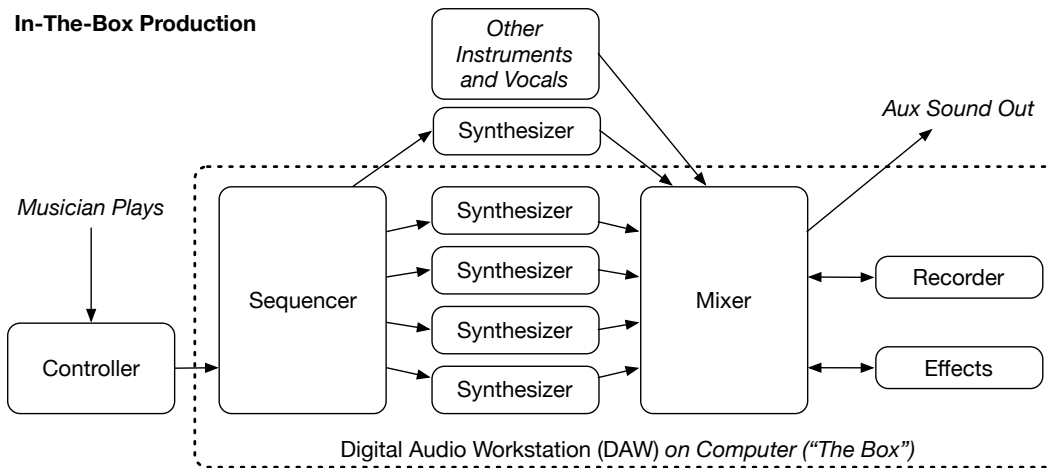 In-The-Box Production
Other
Instruments
and Vocals
Synthesizer
Aux Sound Out
Musician Plays
Controller
Sequencer
Synthesizer
Synthesizer
Synthesizer
Synthesizer
Mixer
Recorder
Effects
Digital Audio Workstation (DAW) on Computer (“The Box”)